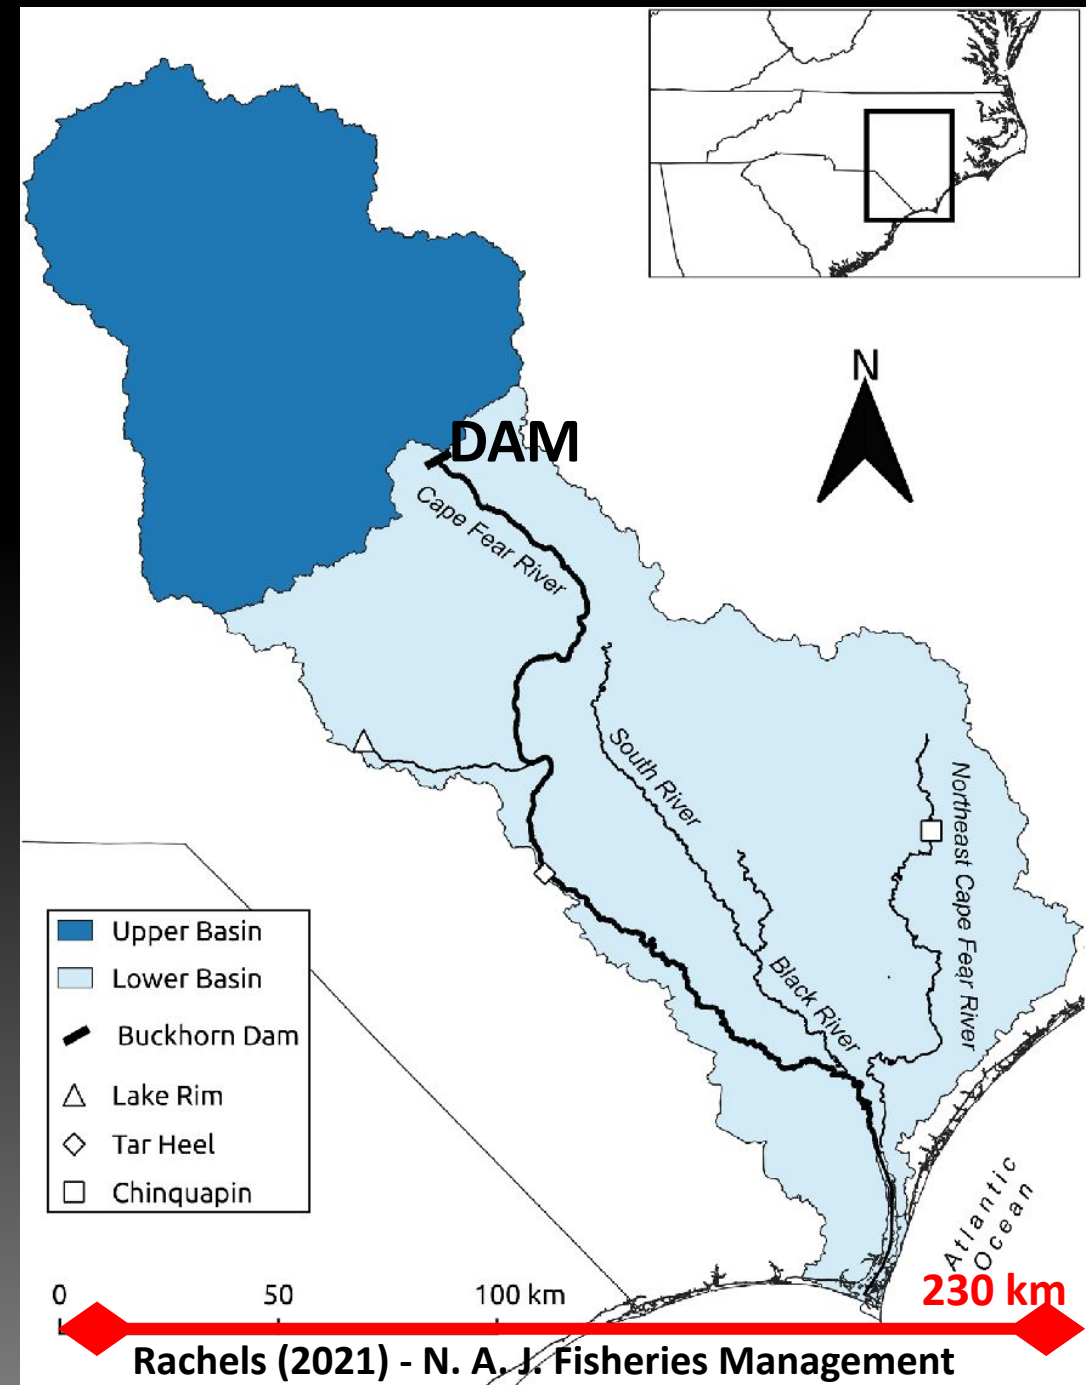 N
DAM
Cape Fear River
South River
Northeast Cape Fear River
Black River
Upper Basin
Lower Basin
Buckhorn Dam
Lake Rim
Tar Heel
Chinquapin
Atlantic
Ocean
0 50 100 km
230 km
Rachels (2021) - N. A. J. Fisheries Management